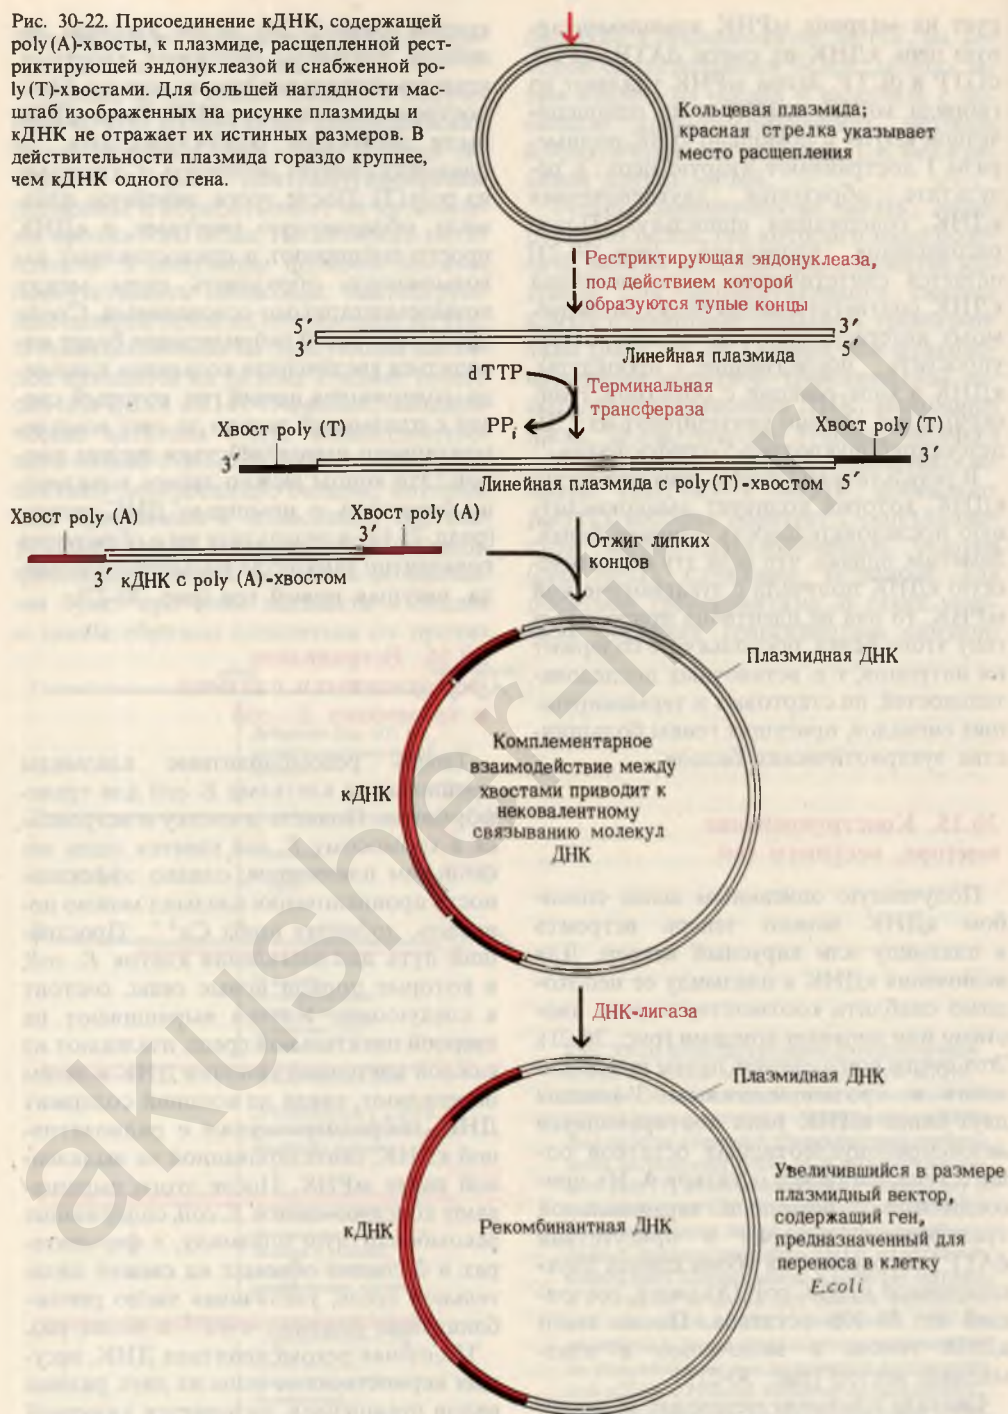 Рис. 30-22. Присоединение кДНК, содержащей
poly(A)-хвосты, к плазмиде, расщепленной рест-
риктирующей эндонуклеазой и снабженной po-
ly(T)-хвостами. Для большей наглядности мас-
штаб изображенных на рисунке плазмиды и
кДНК не отражает их истинных размеров. В
действительности плазмида гораздо крупнее,
чем кДНК одного гена.
Кольцевая плазмида;
красная стрелка указывает
место расщепления
Рестриктирующая эндонуклеаза,
под действием которой
образуются тупые концы
5′
3′
3′
5′
Линейная плазмида
dTTP
Терминальная
трансфераза
PPi
Хвост poly (T)
Хвост poly (T)
3′
3′
Линейная плазмида с poly(T)-хвостом 5′
Хвост poly (A)
Хвост poly (A)
3′
3′ кДНК с poly (A)-хвостом
Отжиг липких
концов
Плазмидная ДНК
кДНК
Комплементарное
взаимодействие между
хвостами приводит к
нековалентному
связыванию молекул
ДНК
ДНК-лигаза
Плазмидная ДНК
кДНК
Рекомбинантная ДНК
Увеличившийся в размере
плазмидный вектор,
содержащий ген,
предназначенный для
переноса в клетку
E.coli
akusher-lib.ru